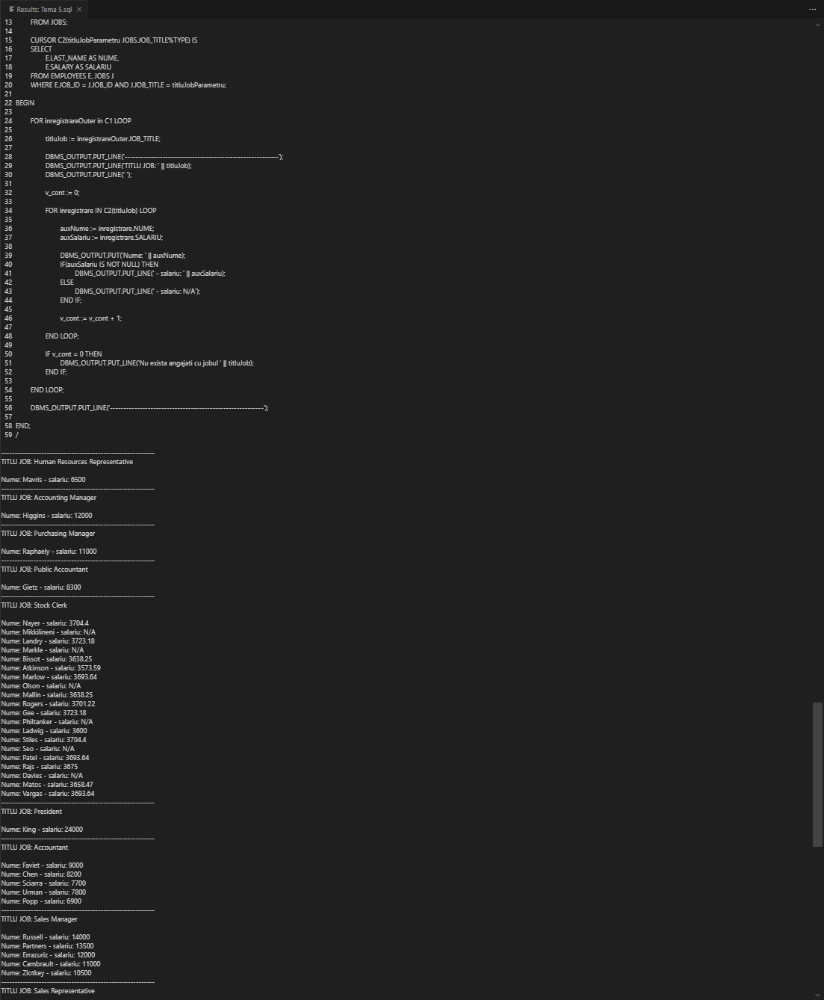 Results: Tema 5.sql
13 FROM JOBS;
14
15 CURSOR C2(titluJobParametru JOBS.JOB_TITLE%TYPE) IS
16 SELECT
17 E.LAST_NAME AS NUME,
18 E.SALARY AS SALARIU
19 FROM EMPLOYEES E, JOBS J
20 WHERE E.JOB_ID = J.JOB_ID AND J.JOB_TITLE = titluJobParametru;
21
22 BEGIN
23
24 FOR inregistrareOuter in C1 LOOP
25
26 titluJob := inregistrareOuter.JOB_TITLE;
27
28 DBMS_OUTPUT.PUT_LINE('---------------------------------------------------------');
29 DBMS_OUTPUT.PUT_LINE('TITLU JOB: ' || titluJob);
30 DBMS_OUTPUT.PUT_LINE(' ');
31
32 v_cont := 0;
33
34 FOR inregistrare IN C2(titluJob) LOOP
35
36 auxNume := inregistrare.NUME;
37 auxSalariu := inregistrare.SALARIU;
38
39 DBMS_OUTPUT.PUT('Nume: ' || auxNume);
40 IF(auxSalariu IS NOT NULL) THEN
41 DBMS_OUTPUT.PUT_LINE(' - salariu: ' || auxSalariu);
42 ELSE
43 DBMS_OUTPUT.PUT_LINE(' - salariu: N/A');
44 END IF;
45
46 v_cont := v_cont + 1;
47
48 END LOOP;
49
50 IF v_cont = 0 THEN
51 DBMS_OUTPUT.PUT_LINE('Nu exista angajati cu jobul ' || titluJob);
52 END IF;
53
54 END LOOP;
55
56 DBMS_OUTPUT.PUT_LINE('---------------------------------------------------------');
57
58 END;
59 /
---------------------------------------------------------
TITLU JOB: Human Resources Representative
Nume: Mavris - salariu: 6500
---------------------------------------------------------
TITLU JOB: Accounting Manager
Nume: Higgins - salariu: 12000
---------------------------------------------------------
TITLU JOB: Purchasing Manager
Nume: Raphaely - salariu: 11000
---------------------------------------------------------
TITLU JOB: Public Accountant
Nume: Gietz - salariu: 8300
---------------------------------------------------------
TITLU JOB: Stock Clerk
Nume: Nayer - salariu: 3704.4
Nume: Mikkilineni - salariu: N/A
Nume: Landry - salariu: 3723.18
Nume: Markle - salariu: N/A
Nume: Bissot - salariu: 3638.25
Nume: Atkinson - salariu: 3573.59
Nume: Marlow - salariu: 3693.64
Nume: Olson - salariu: N/A
Nume: Mallin - salariu: 3638.25
Nume: Rogers - salariu: 3701.22
Nume: Gee - salariu: 3723.18
Nume: Philtanker - salariu: N/A
Nume: Ladwig - salariu: 3600
Nume: Stiles - salariu: 3704.4
Nume: Seo - salariu: N/A
Nume: Patel - salariu: 3693.64
Nume: Rajs - salariu: 3675
Nume: Davies - salariu: N/A
Nume: Matos - salariu: 3658.47
Nume: Vargas - salariu: 3693.64
---------------------------------------------------------
TITLU JOB: President
Nume: King - salariu: 24000
---------------------------------------------------------
TITLU JOB: Accountant
Nume: Faviet - salariu: 9000
Nume: Chen - salariu: 8200
Nume: Sciarra - salariu: 7700
Nume: Urman - salariu: 7800
Nume: Popp - salariu: 6900
---------------------------------------------------------
TITLU JOB: Sales Manager
Nume: Russell - salariu: 14000
Nume: Partners - salariu: 13500
Nume: Errazuriz - salariu: 12000
Nume: Cambrault - salariu: 11000
Nume: Zlotkey - salariu: 10500
---------------------------------------------------------
TITLU JOB: Sales Representative